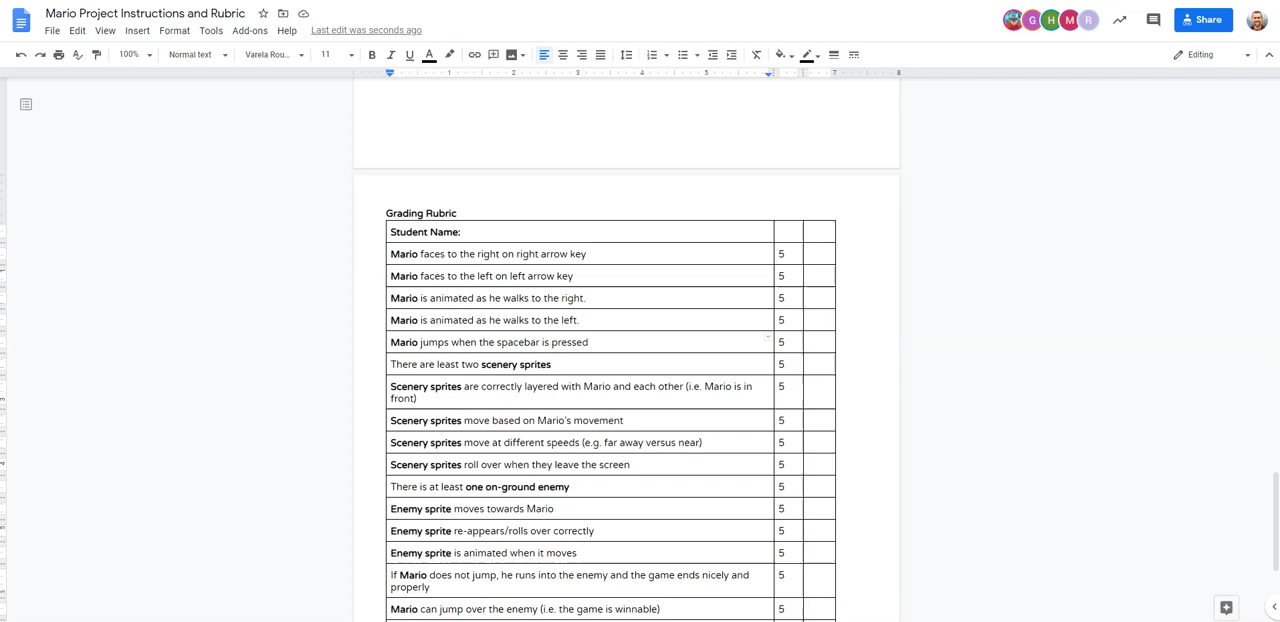 Mario Project Instructions and Rubric
G H M R
Share
File Edit View Insert Format Tools Add-ons Help Last edit was seconds ago
100% Normal text Varela Rou... 11 B I U A Editing
1 2 3 4 5 7 8
Grading Rubric
Student Name:
Mario faces to the right on right arrow key 5
Mario faces to the left on left arrow key 5
Mario is animated as he walks to the right. 5
Mario is animated as he walks to the left. 5
Mario jumps when the spacebar is pressed 5
There are least two scenery sprites 5
Scenery sprites are correctly layered with Mario and each other (i.e. Mario is in 5
front)
Scenery sprites move based on Mario's movement 5
Scenery sprites move at different speeds (e.g. far away versus near) 5
Scenery sprites roll over when they leave the screen 5
There is at least one on-ground enemy 5
Enemy sprite moves towards Mario 5
Enemy sprite re-appears/rolls over correctly 5
Enemy sprite is animated when it moves 5
If Mario does not jump, he runs into the enemy and the game ends nicely and 5
properly
Mario can jump over the enemy (i.e. the game is winnable) 5